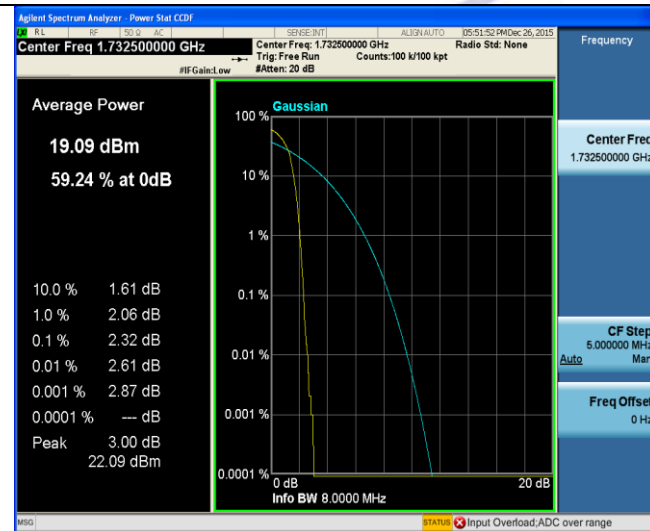 Agilent Spectrum Analyzer - Power Stat CCDF
RL RF 50 Ω AC SENSE:INT ALIGN AUTO 05:51:52 PM Dec 26, 2015
Center Freq 1.732500000 GHz
Center Freq: 1.732500000 GHz Radio Std: None
Trig: Free Run Counts:100 k/100 kpt
#IFGain:Low #Atten: 20 dB
Frequency
Average Power
19.09 dBm
59.24 % at 0dB
10.0 % 1.61 dB
1.0 % 2.06 dB
0.1 % 2.32 dB
0.01 % 2.61 dB
0.001 % 2.87 dB
0.0001 % --- dB
Peak 3.00 dB
22.09 dBm
Gaussian
100 %
10 %
1 %
0.1 %
0.01 %
0.001 %
0.0001 %
0 dB 20 dB
Info BW 8.0000 MHz
Center Freq
1.732500000 GHz
CF Step
5.000000 MHz
Auto Man
Freq Offset
0 Hz
MSG STATUS Input Overload;ADC over range